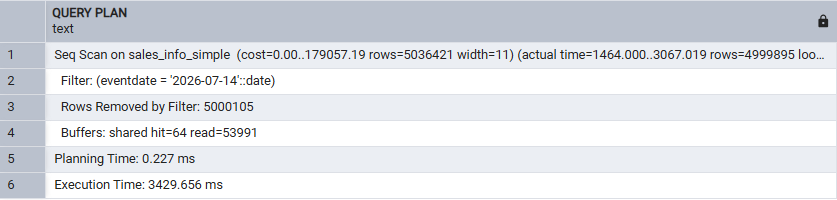 QUERY PLAN
text
1 Seq Scan on sales_info_simple (cost=0.00..179057.19 rows=5036421 width=11) (actual time=1464.000..3067.019 rows=4999895 loo...
2 Filter: (eventdate = '2026-07-14'::date)
3 Rows Removed by Filter: 5000105
4 Buffers: shared hit=64 read=53991
5 Planning Time: 0.227 ms
6 Execution Time: 3429.656 ms